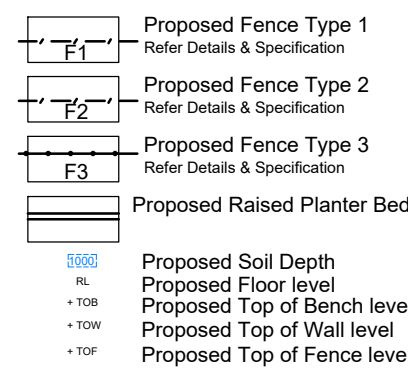 Proposed Fence Type 1
Refer Details & Specification
F1
Proposed Fence Type 2
Refer Details & Specification
F2
Proposed Fence Type 3
Refer Details & Specification
F3
Proposed Raised Planter Bed
1000 Proposed Soil Depth
RL Proposed Floor level
+ TOB Proposed Top of Bench leve
+ TOW Proposed Top of Wall level
+ TOF Proposed Top of Fence leve